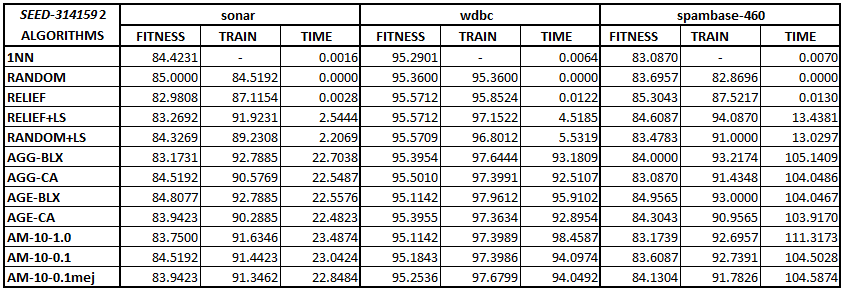 SEED-3141592 sonar wdbc spambase-460
ALGORITHMS FITNESS TRAIN TIME FITNESS TRAIN TIME FITNESS TRAIN TIME
1NN 84.4231 - 0.0016 95.2901 - 0.0064 83.0870 - 0.0070
RANDOM 85.0000 84.5192 0.0000 95.3600 95.3600 0.0000 83.6957 82.8696 0.0000
RELIEF 82.9808 87.1154 0.0028 95.5712 95.8524 0.0122 85.3043 87.5217 0.0130
RELIEF+LS 83.2692 91.9231 2.5444 95.5712 97.1522 4.5185 84.6087 94.0870 13.4381
RANDOM+LS 84.3269 89.2308 2.2069 95.5709 96.8012 5.5319 83.4783 91.0000 13.0297
AGG-BLX 83.1731 92.7885 22.7038 95.3954 97.6444 93.1809 84.0000 93.2174 105.1409
AGG-CA 84.5192 90.5769 22.5487 95.5010 97.3991 92.5107 83.0870 91.4348 104.0486
AGE-BLX 84.8077 92.7885 22.5576 95.1142 97.9612 95.9102 84.9565 93.0000 104.0467
AGE-CA 83.9423 90.2885 22.4823 95.3955 97.3634 92.8954 84.3043 90.9565 103.9170
AM-10-1.0 83.7500 91.6346 23.4874 95.1142 97.3989 98.4587 83.1739 92.6957 111.3173
AM-10-0.1 84.5192 91.4423 23.0424 95.1843 97.3986 94.0974 83.6087 92.7391 104.5028
AM-10-0.1mej 83.9423 91.3462 22.8484 95.2536 97.6799 94.0492 84.1304 91.7826 104.5874